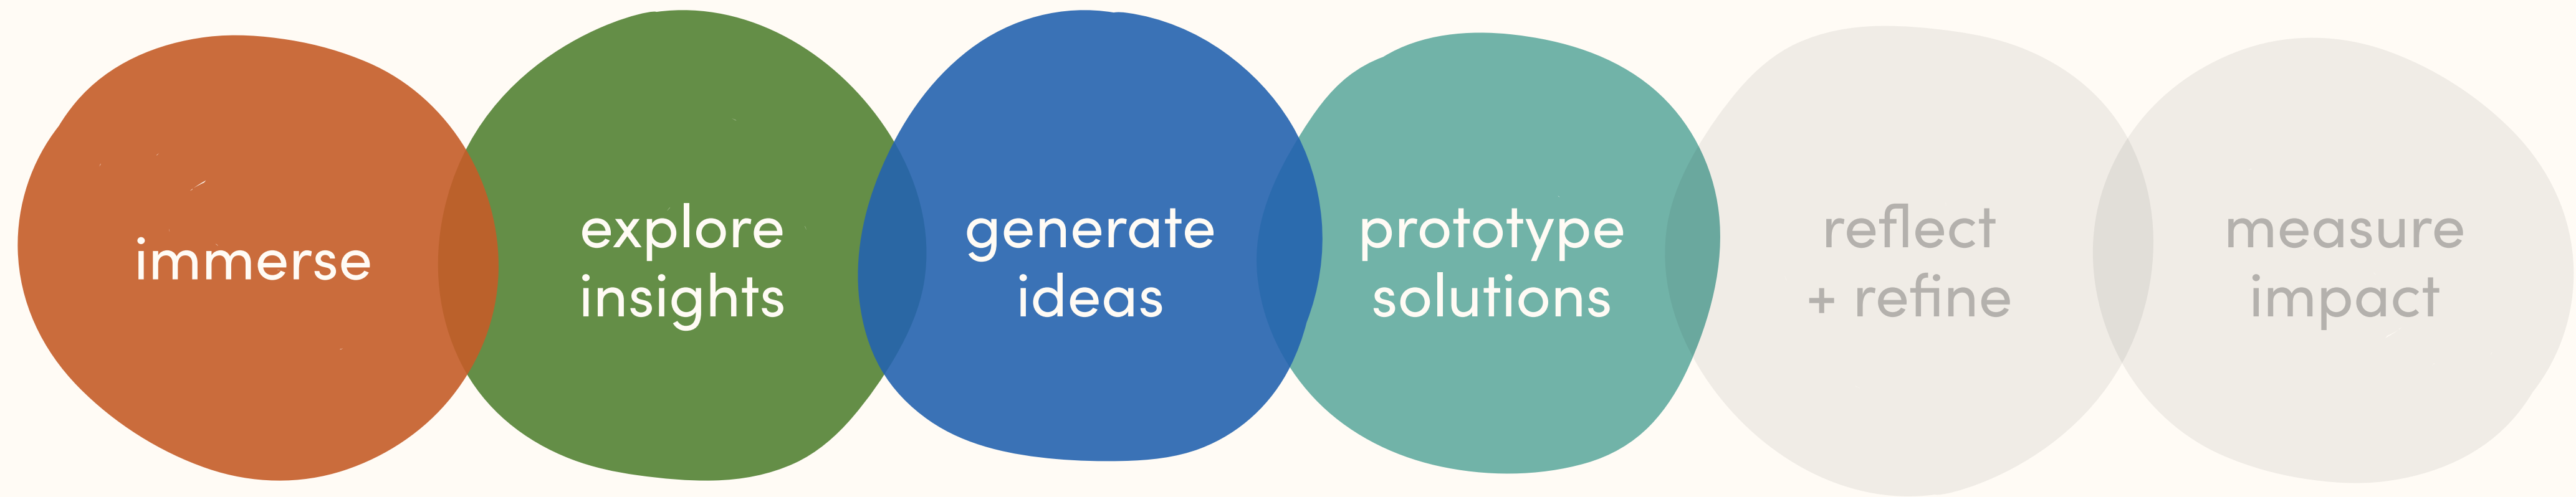 immerse
explore
insights
generate
ideas
prototype
solutions
reflect
+ refine
measure
impact